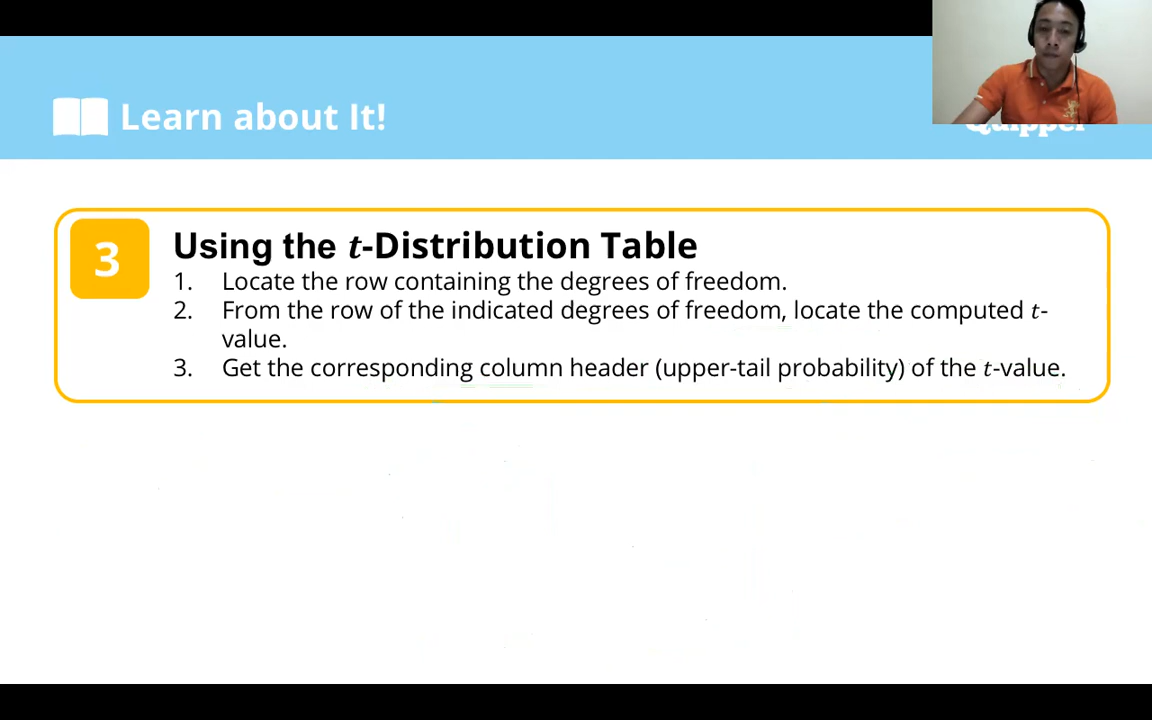 Learn about It!
Quipper
3
Using the t-Distribution Table
1. Locate the row containing the degrees of freedom.
2. From the row of the indicated degrees of freedom, locate the computed t-
value.
3. Get the corresponding column header (upper-tail probability) of the t-value.